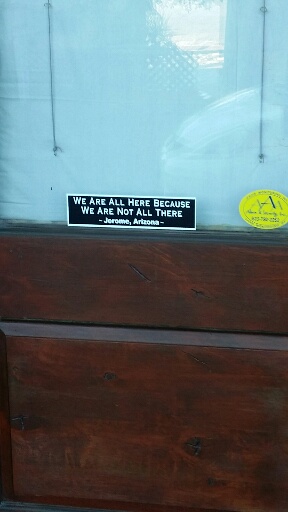 We Are All Here Because
We Are Not All There
- Jerome, Arizona -